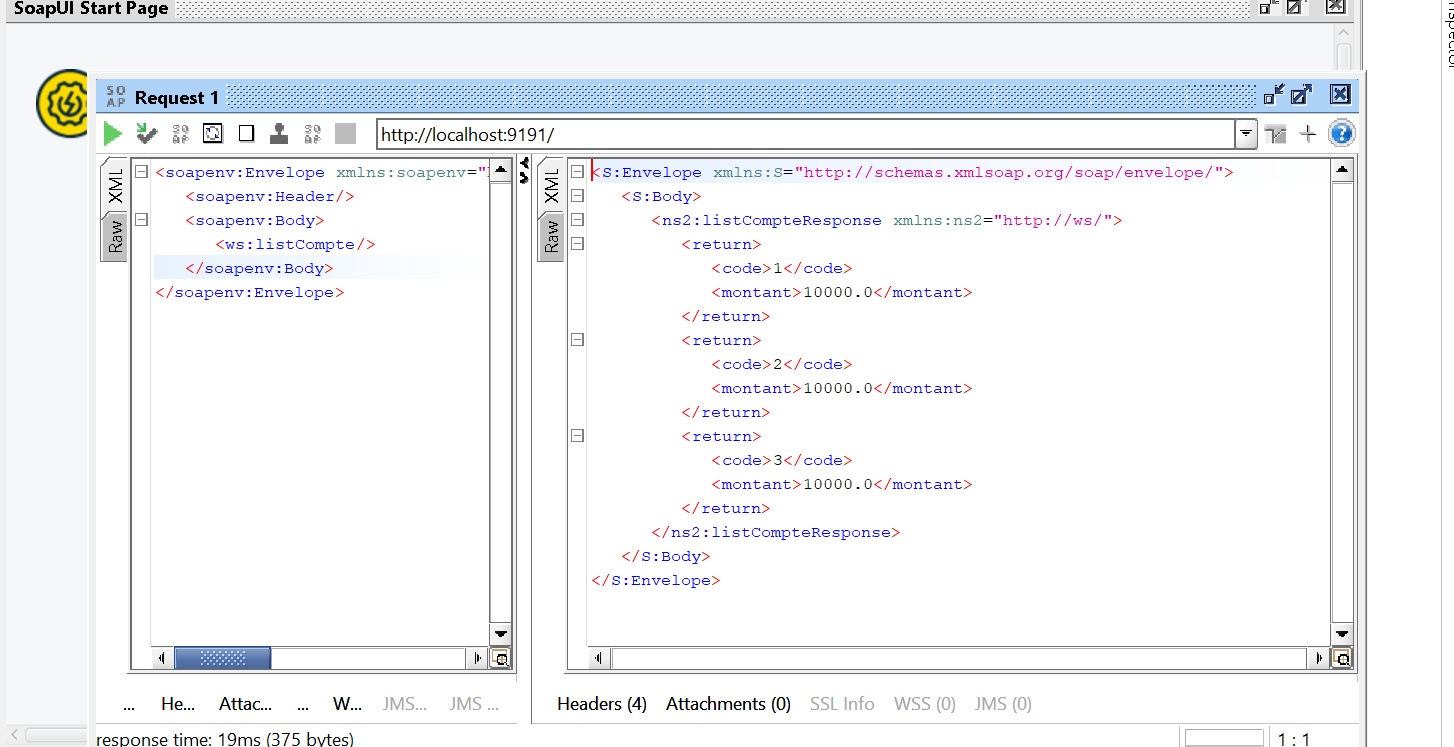 SoapUI Start Page
SO
AP
Request 1
http://localhost:9191/
XML
Raw
<soapenv:Envelope xmlns:soapenv="
<soapenv:Header/>
<soapenv:Body>
<ws:listCompte/>
</soapenv:Body>
</soapenv:Envelope>
XML
Raw
<S:Envelope xmlns:S="http://schemas.xmlsoap.org/soap/envelope/">
<S:Body>
<ns2:listCompteResponse xmlns:ns2="http://ws/">
<return>
<code>1</code>
<montant>10000.0</montant>
</return>
<return>
<code>2</code>
<montant>10000.0</montant>
</return>
<return>
<code>3</code>
<montant>10000.0</montant>
</return>
</ns2:listCompteResponse>
</S:Body>
</S:Envelope>
... He... Attac... ... W... JMS... JMS ...
Headers (4) Attachments (0) SSL Info WSS (0) JMS (0)
response time: 19ms (375 bytes)
1 : 1